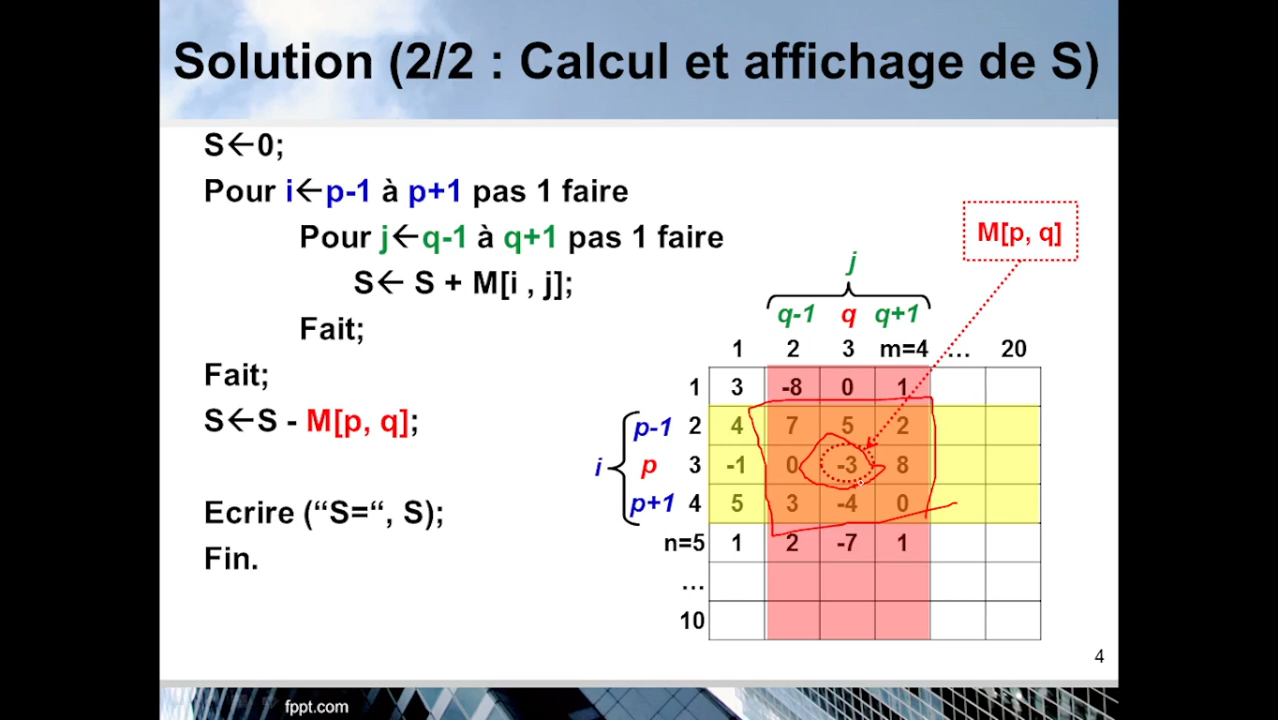 Solution (2/2 : Calcul et affichage de S)
S←0;
Pour i←p-1 à p+1 pas 1 faire
Pour j←q-1 à q+1 pas 1 faire
S← S + M[i , j];
Fait;
Fait;
S←S - M[p, q];
Ecrire (“S=“, S);
Fin.
M[p, q]
j
q-1 q q+1
1 2 3 m=4 ... 20
1 3 -8 0 1
p-1 2 4 7 5 2
i p 3 -1 0 -3 8
p+1 4 5 3 -4 0
n=5 1 2 -7 1
...
10
4
fppt.com